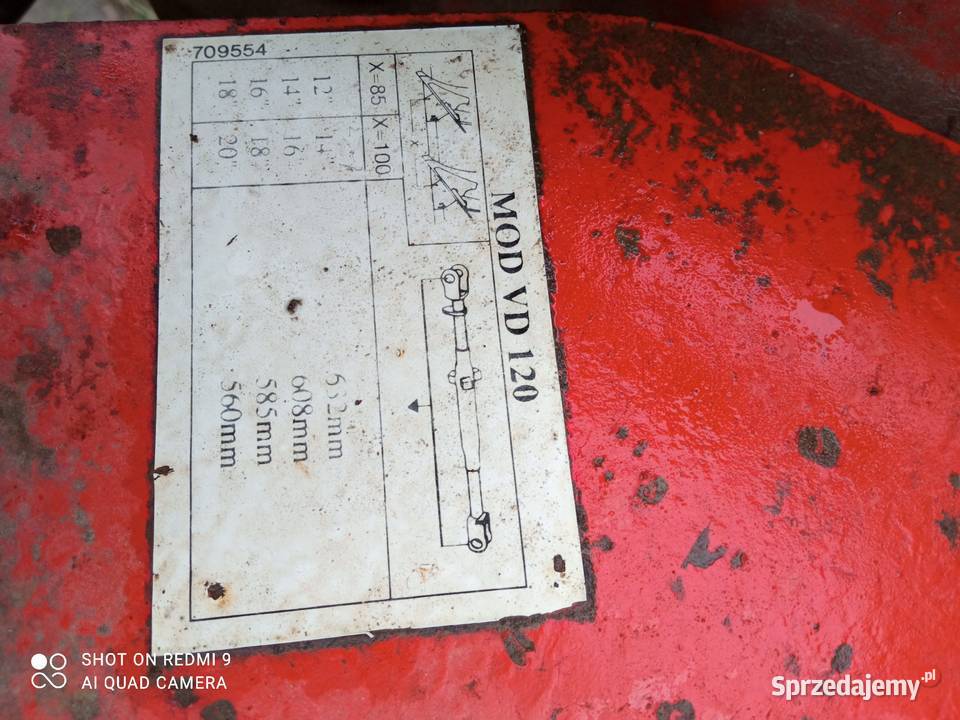 MOD VD 120
x x
X=85 X=100
12" 14" 632mm
14" 16 608mm
16" 18" 585mm
18" 20" 560mm
709554
SHOT ON REDMI 9
AI QUAD CAMERA
Sprzedajemy.pl